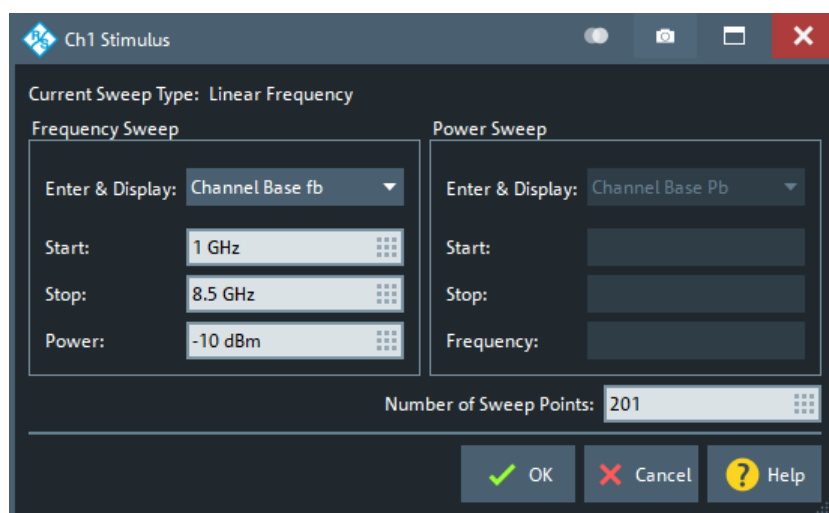 R/S Ch1 Stimulus
Current Sweep Type: Linear Frequency
Frequency Sweep
Enter & Display: Channel Base fb
Start: 1 GHz
Stop: 8.5 GHz
Power: -10 dBm
Power Sweep
Enter & Display: Channel Base Pb
Start:
Stop:
Frequency:
Number of Sweep Points: 201
OK Cancel ? Help